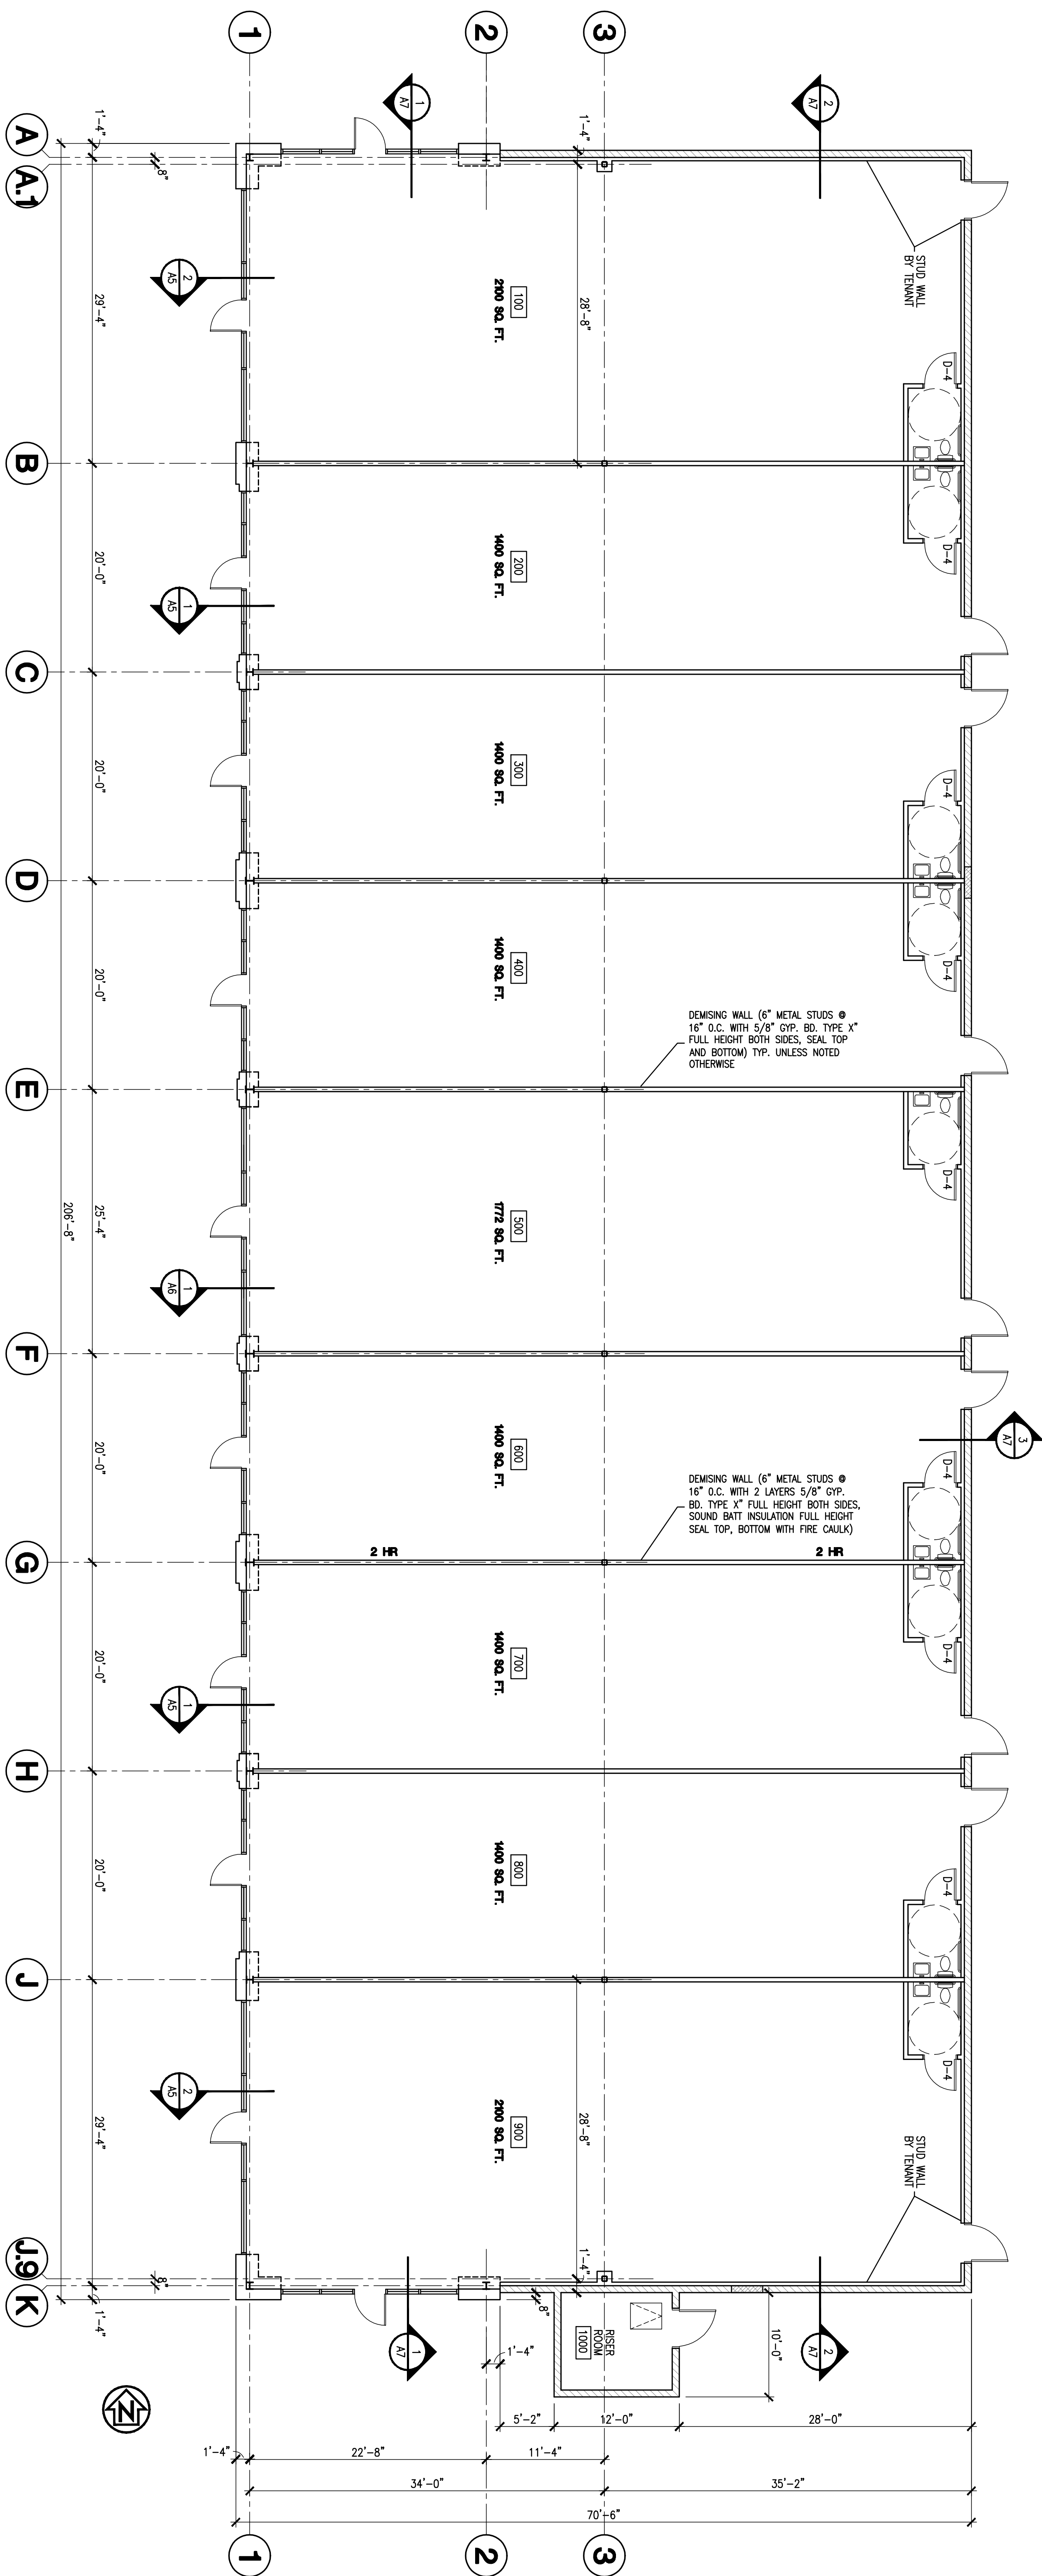 1
2
3
1
A7
2
A7
A
A.1
1'-4"
8"
1'-4"
STUD WALL
BY TENANT
2
A5
29'-4"
100
2100 SQ. FT.
28'-8"
D-4
B
20'-0"
200
1400 SQ. FT.
D-4
1
A5
C
20'-0"
300
1400 SQ. FT.
D-4
D
20'-0"
400
1400 SQ. FT.
D-4
DEMISING WALL (6" METAL STUDS @
16" O.C. WITH 5/8" GYP. BD. TYPE X"
FULL HEIGHT BOTH SIDES, SEAL TOP
AND BOTTOM) TYP. UNLESS NOTED
OTHERWISE
E
206'-8"
25'-4"
500
1772 SQ. FT.
D-4
1
A6
F
20'-0"
600
1400 SQ. FT.
3
A7
D-4
DEMISING WALL (6" METAL STUDS @
16" O.C. WITH 2 LAYERS 5/8" GYP.
BD. TYPE X" FULL HEIGHT BOTH SIDES,
SOUND BATT INSULATION FULL HEIGHT
SEAL TOP, BOTTOM WITH FIRE CAULK)
2 HR
2 HR
G
20'-0"
700
1400 SQ. FT.
D-4
1
A5
H
20'-0"
800
1400 SQ. FT.
D-4
J
29'-4"
900
2100 SQ. FT.
28'-8"
D-4
2
A5
STUD WALL
BY TENANT
J.9
K
8"
1'-4"
1'-4"
8"
RISER
ROOM
1000
10'-0"
1
A7
2
A7
1'-4"
N
5'-2"
12'-0"
28'-0"
1'-4"
22'-8"
11'-4"
34'-0"
35'-2"
70'-6"
1
2
3